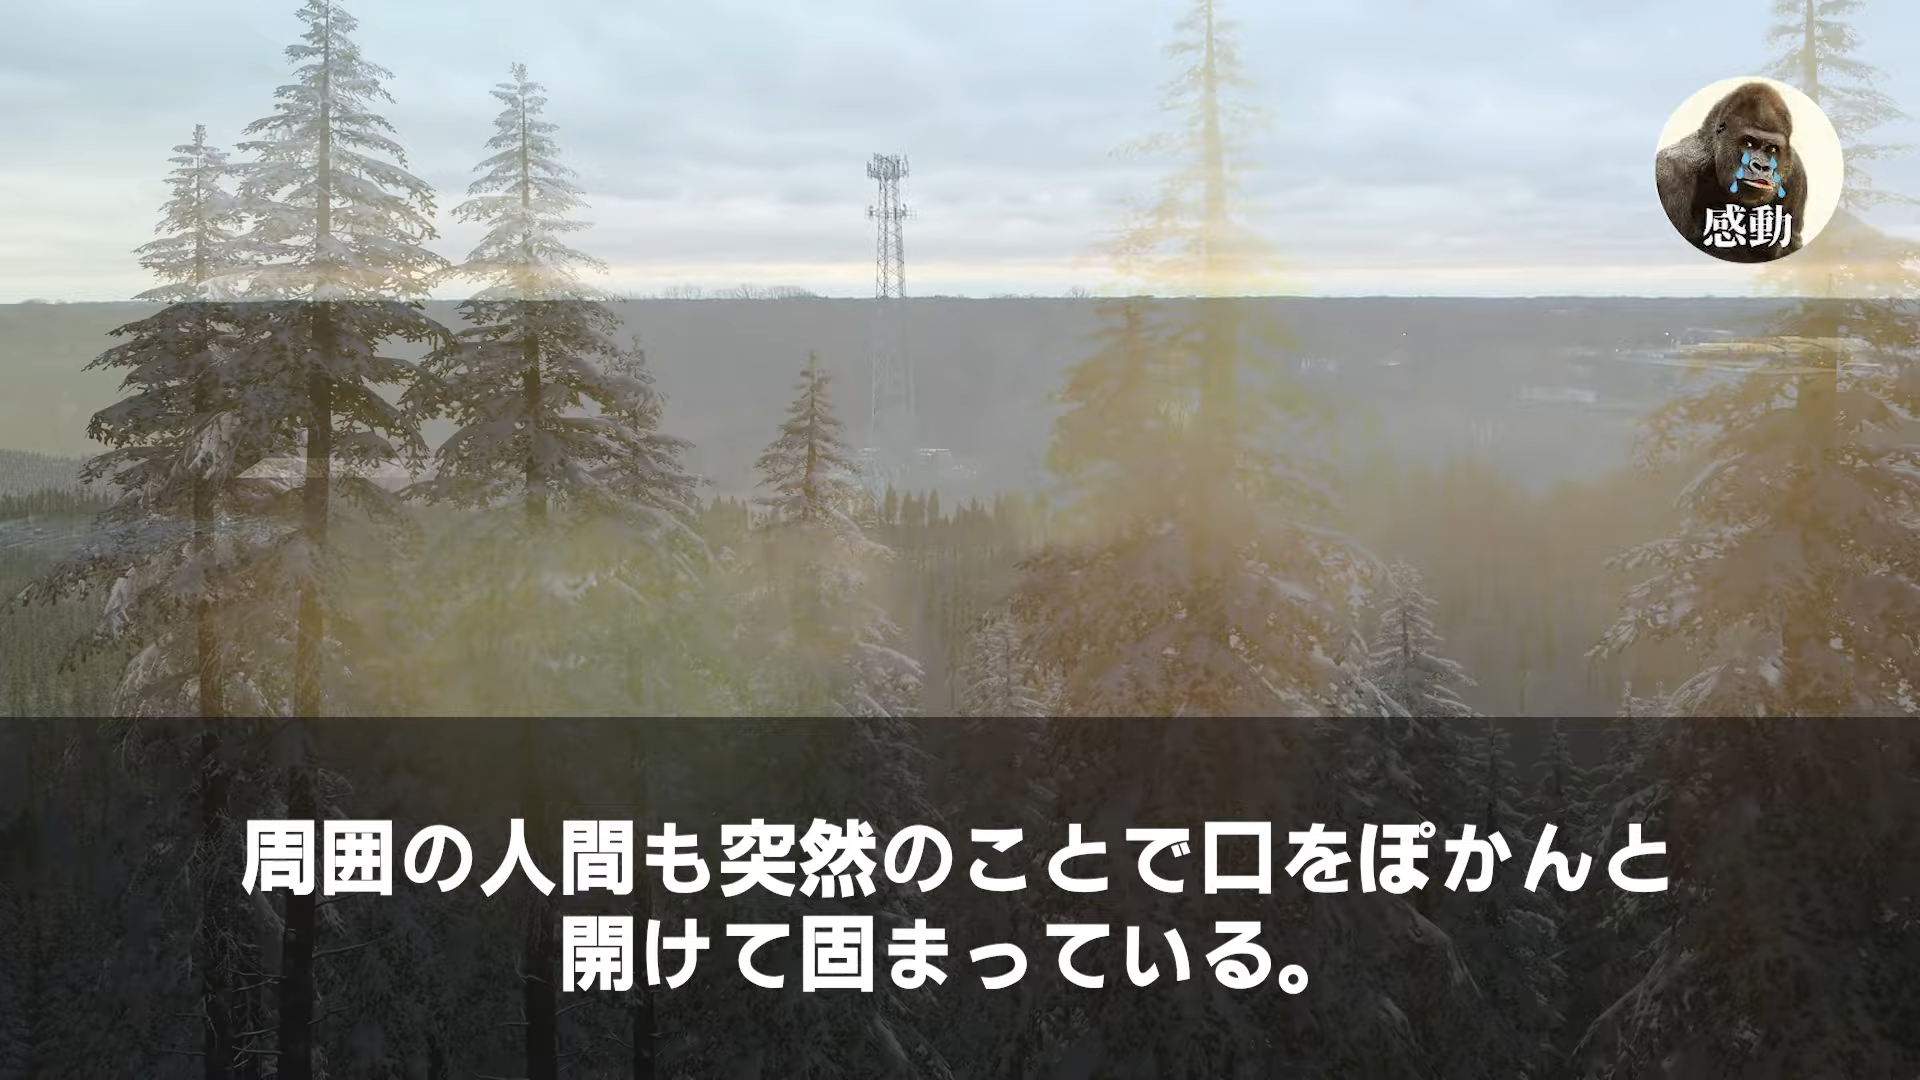 感動
周囲の人間も突然のことで口をぽかんと
開けて固まっている。